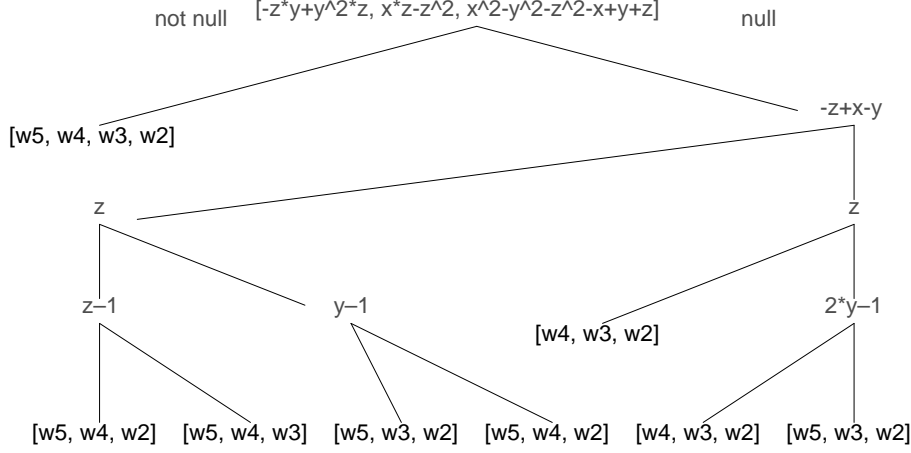 not null [-z*y+y^2*z, x*z-z^2, x^2-y^2-z^2-x+y+z] null
[w5, w4, w3, w2] -z+x-y
z z
z–1 y–1 [w4, w3, w2] 2*y–1
[w5, w4, w2] [w5, w4, w3] [w5, w3, w2] [w5, w4, w2] [w4, w3, w2] [w5, w3, w2]